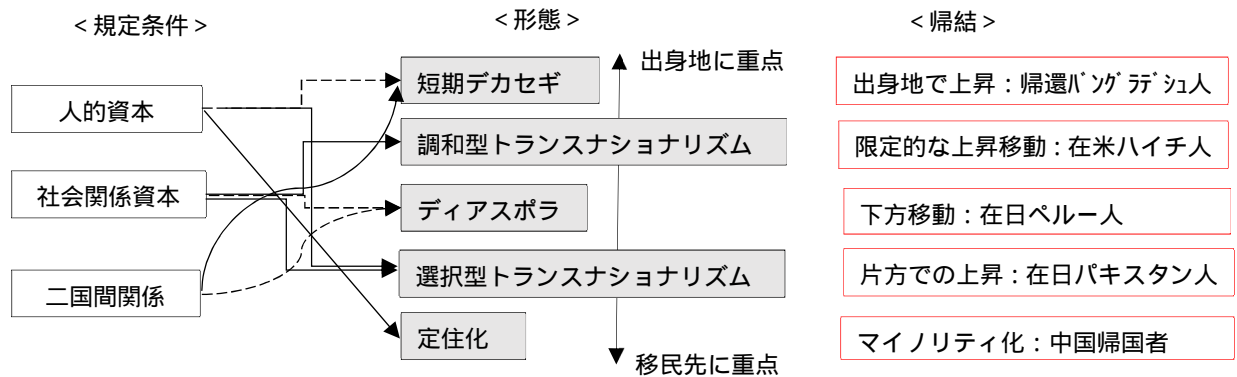 ＜規定条件＞
＜形態＞
＜帰結＞
人的資本
社会関係資本
二国間関係
短期デカセギ
調和型トランスナショナリズム
ディアスポラ
選択型トランスナショナリズム
定住化
出身地に重点
移民先に重点
出身地で上昇：帰還ﾊﾞﾝｸﾞﾗﾃﾞｼｭ人
限定的な上昇移動：在米ハイチ人
下方移動：在日ペルー人
片方での上昇：在日パキスタン人
マイノリティ化：中国帰国者